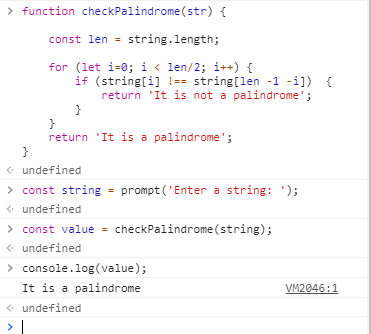 > function checkPalindrome(str) {
const len = string.length;
for (let i=0; i < len/2; i++) {
if (string[i] !== string[len -1 -i])  {
return 'It is not a palindrome';
}
}
return 'It is a palindrome';
}
< undefined
> const string = prompt('Enter a string: ');
< undefined
> const value = checkPalindrome(string);
< undefined
> console.log(value);
It is a palindrome VM2046:1
< undefined
>